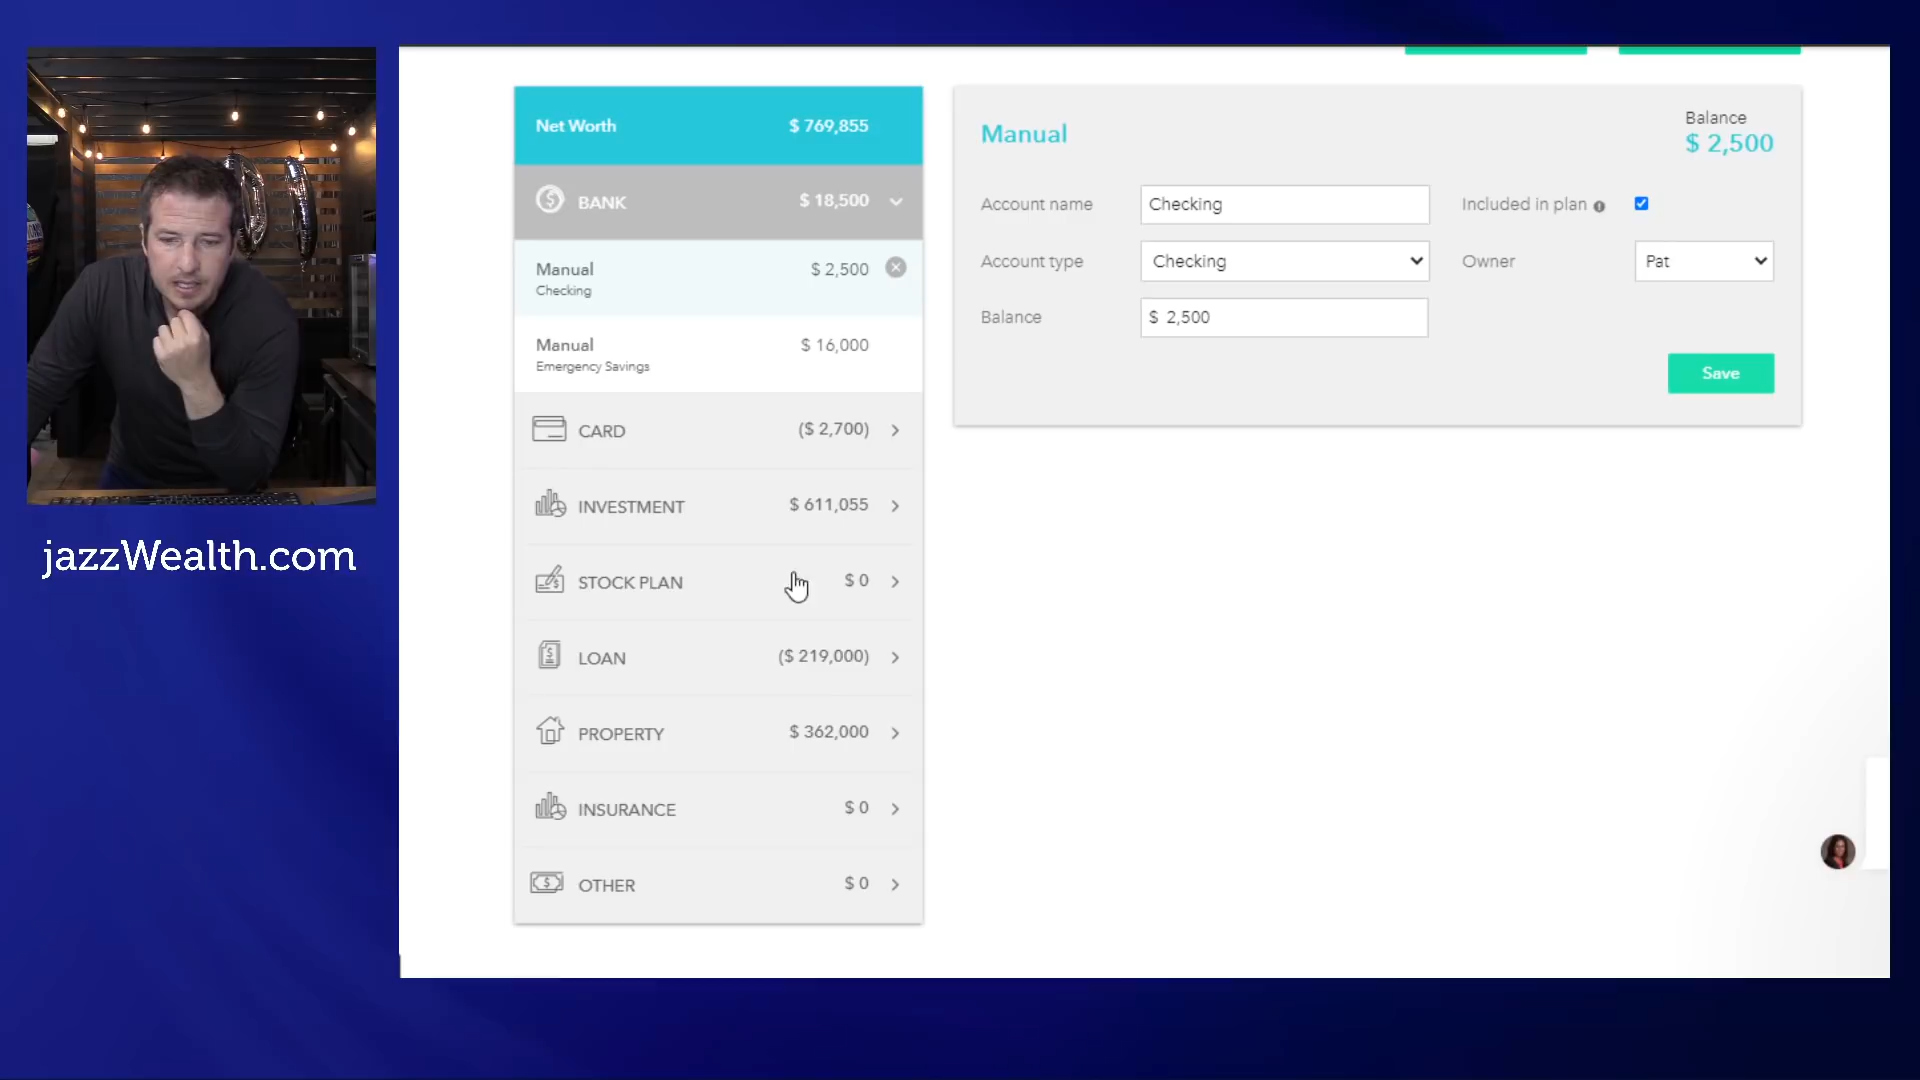 jazzWealth.com
Net Worth $ 769,855
BANK $ 18,500
Manual $ 2,500
Checking
Manual $ 16,000
Emergency Savings
CARD ($ 2,700)
INVESTMENT $ 611,055
STOCK PLAN $ 0
LOAN ($ 219,000)
PROPERTY $ 362,000
INSURANCE $ 0
OTHER $ 0
Manual
Balance
$ 2,500
Account name Checking Included in plan
Account type Checking Owner Pat
Balance $ 2,500
Save